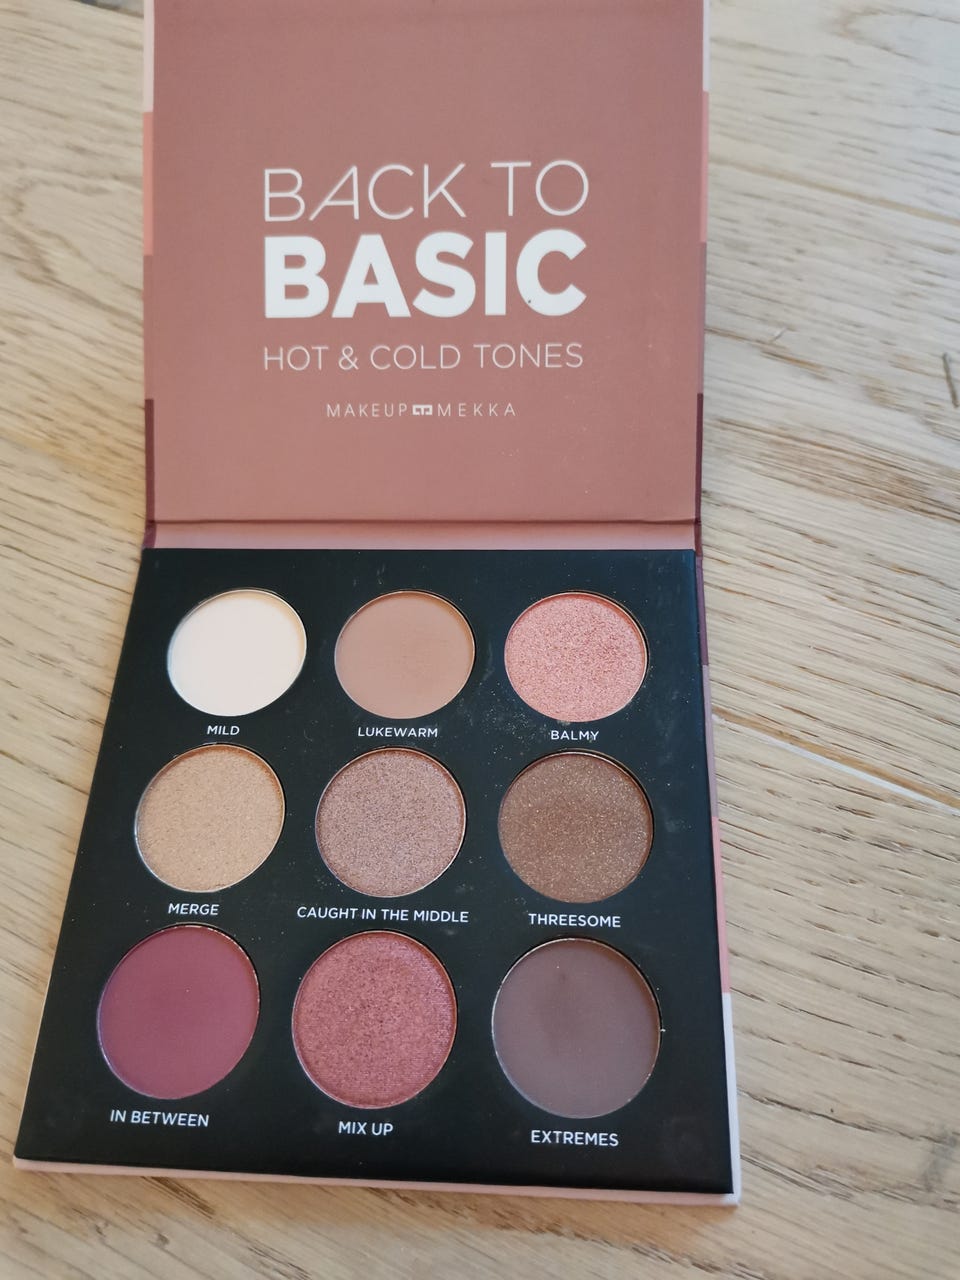 BACK TO
BASIC
HOT & COLD TONES
MAKEUP MEKKA
MILD
LUKEWARM
BALMY
MERGE
CAUGHT IN THE MIDDLE
THREESOME
IN BETWEEN
MIX UP
EXTREMES